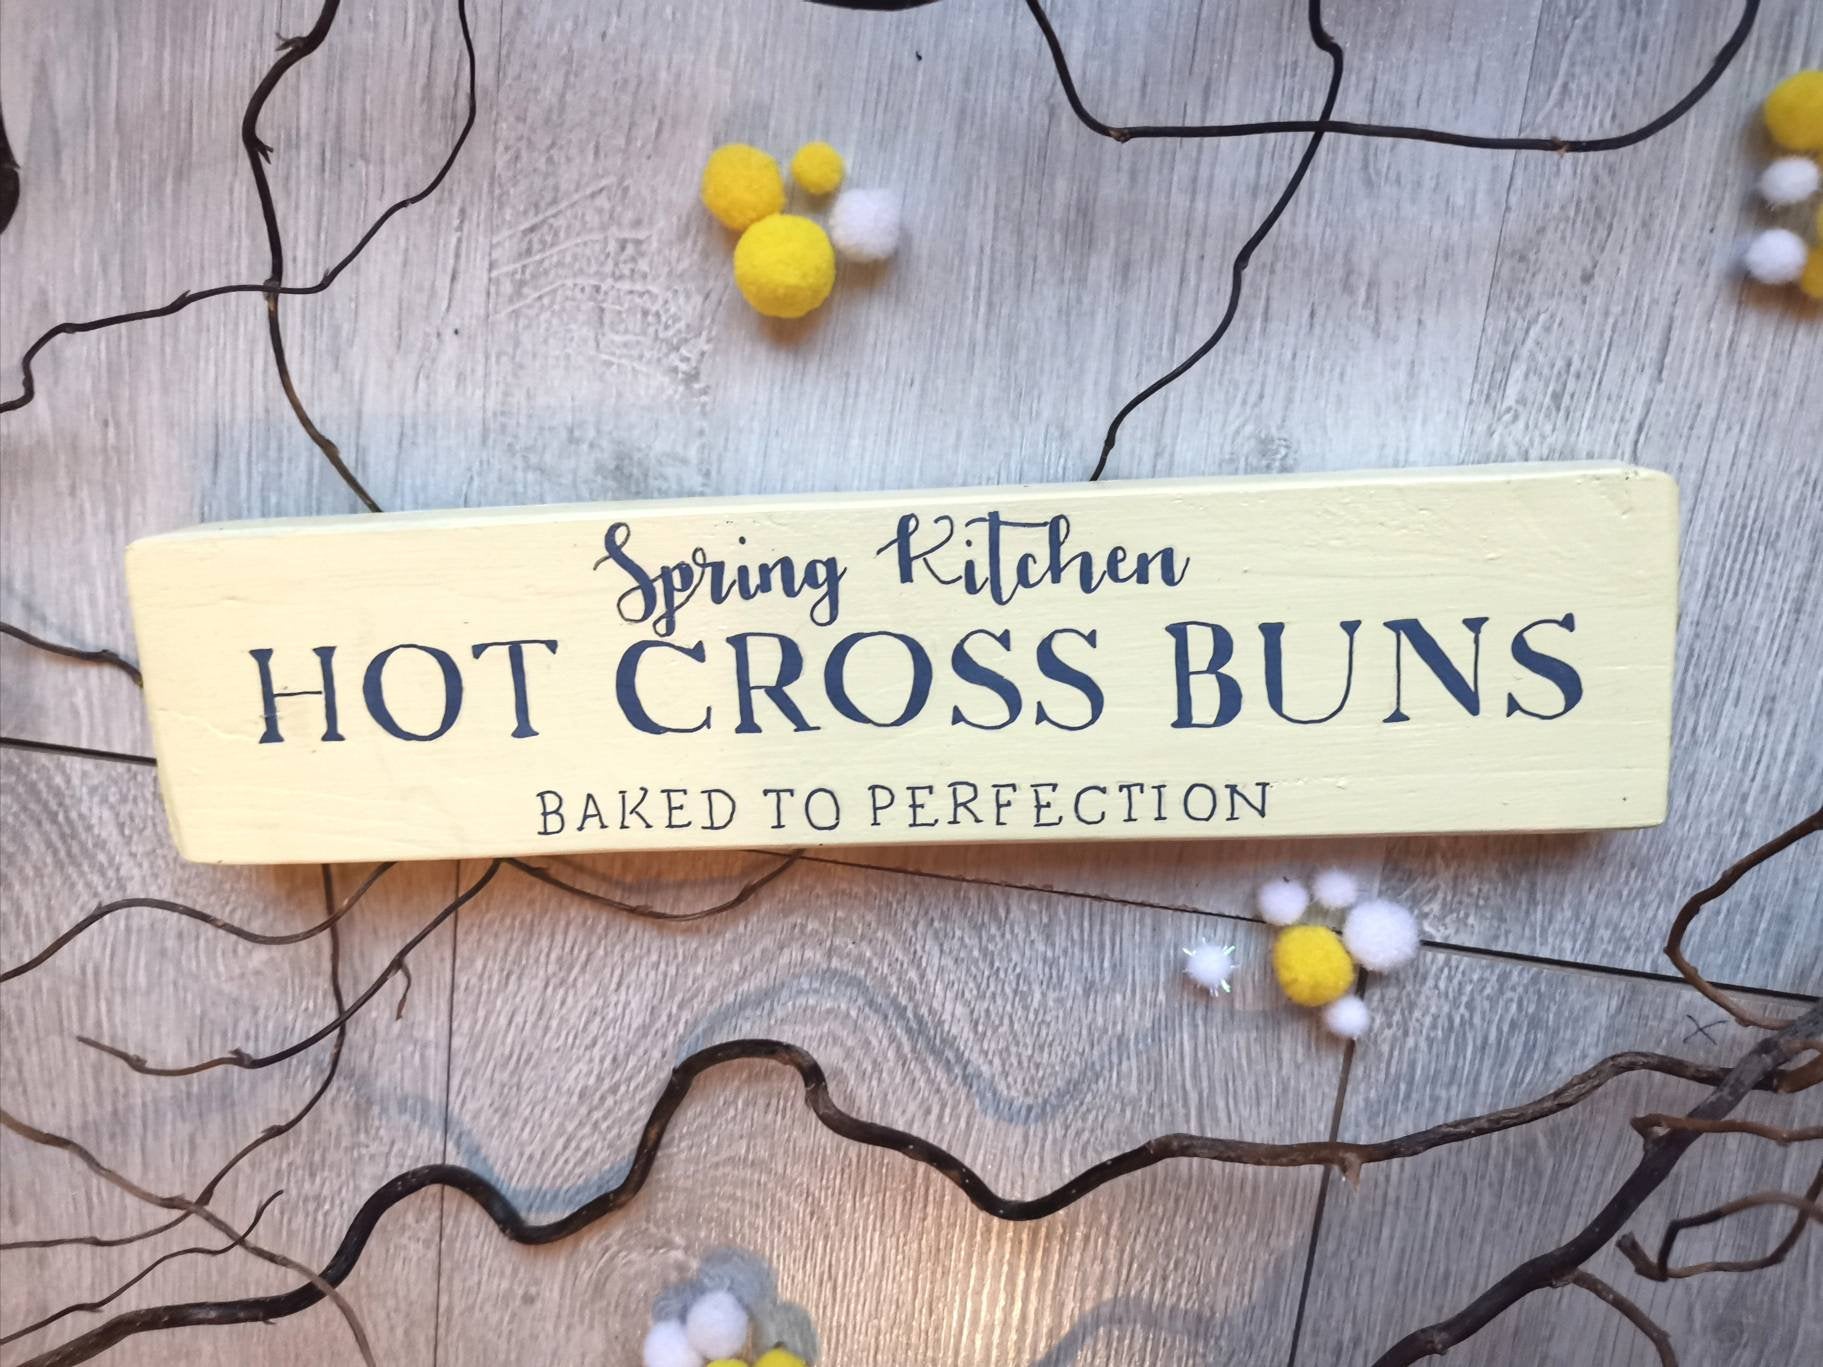 Spring Kitchen
HOT CROSS BUNS
BAKED TO PERFECTION